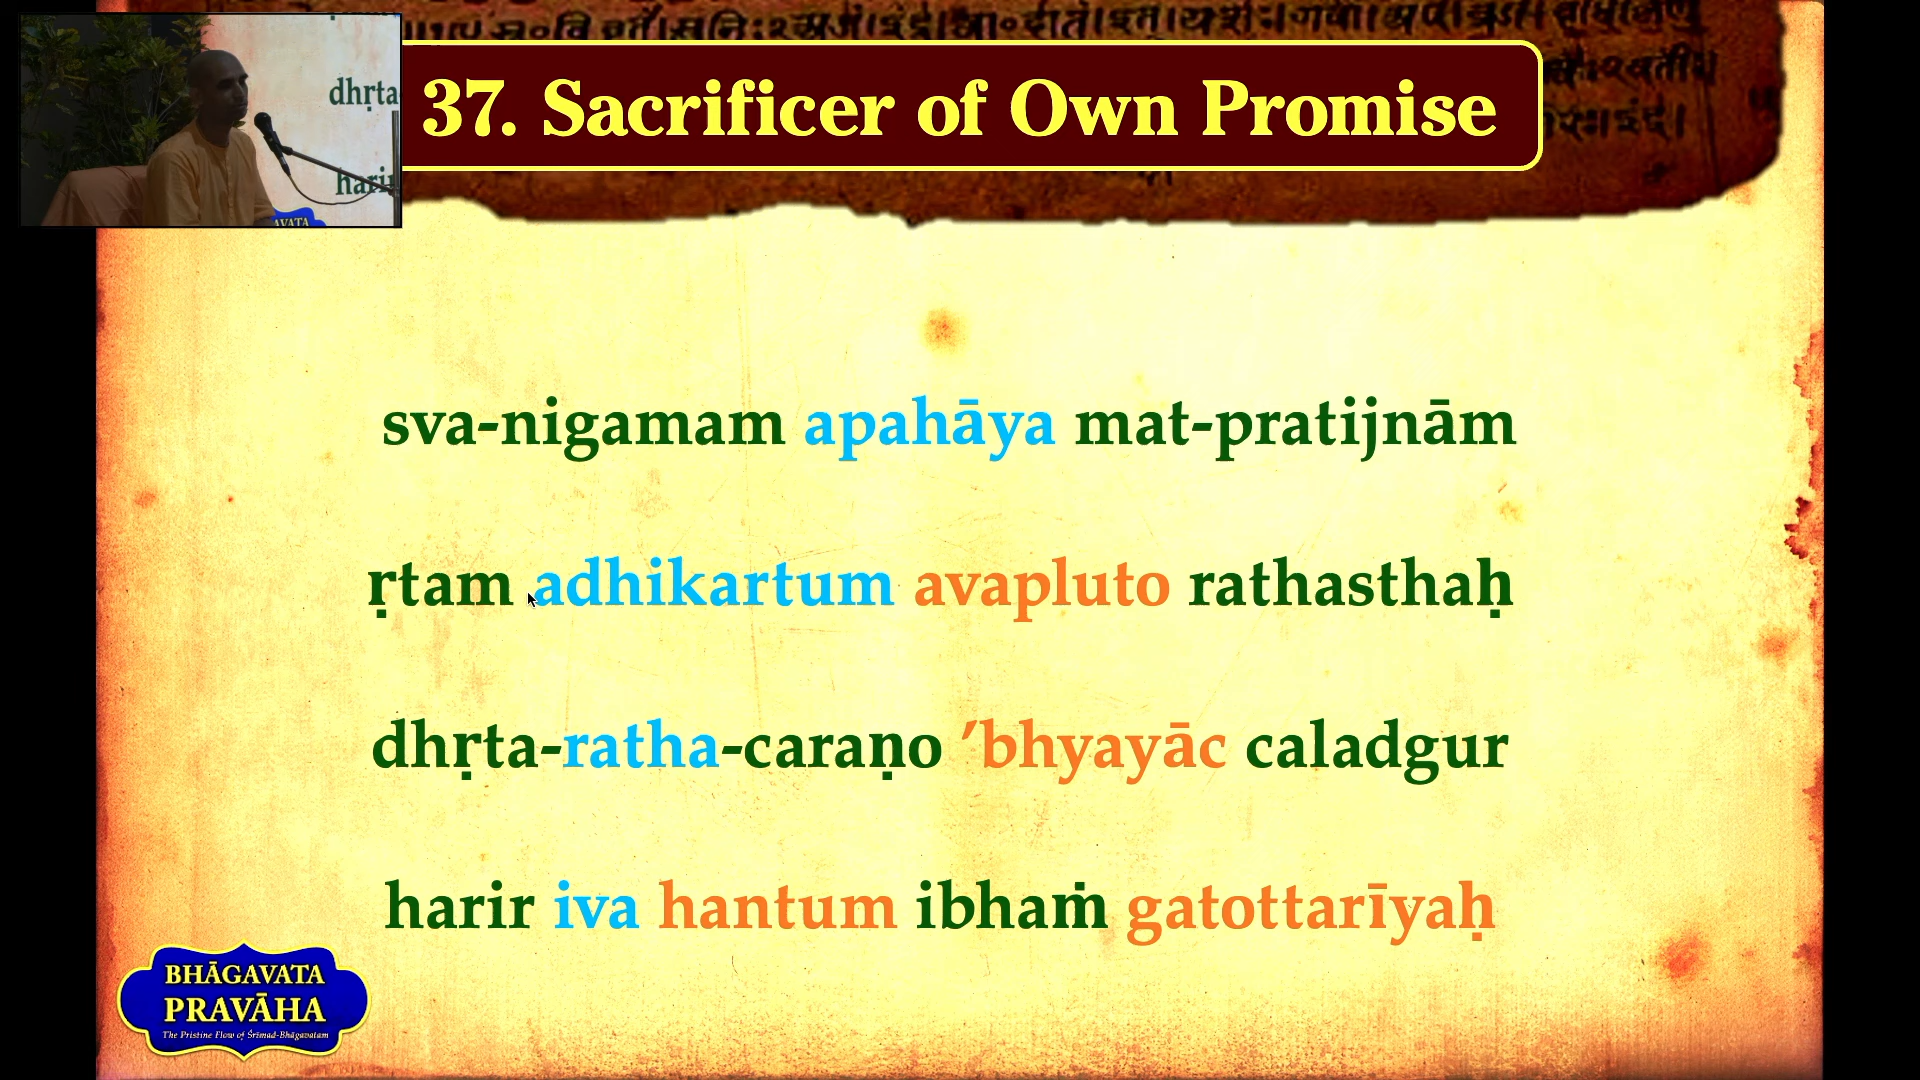 dhṛta
hari
AVATA
37. Sacrificer of Own Promise
sva-nigamam apahāya mat-pratijnām
ṛtam adhikartum avapluto rathasthaḥ
dhṛta-ratha-caraṇo ’bhyayāc caladgur
harir iva hantum ibhaṁ gatottarīyaḥ
BHĀGAVATA
PRAVĀHA
The Pristine Flow of Śrīmad-Bhāgavatam